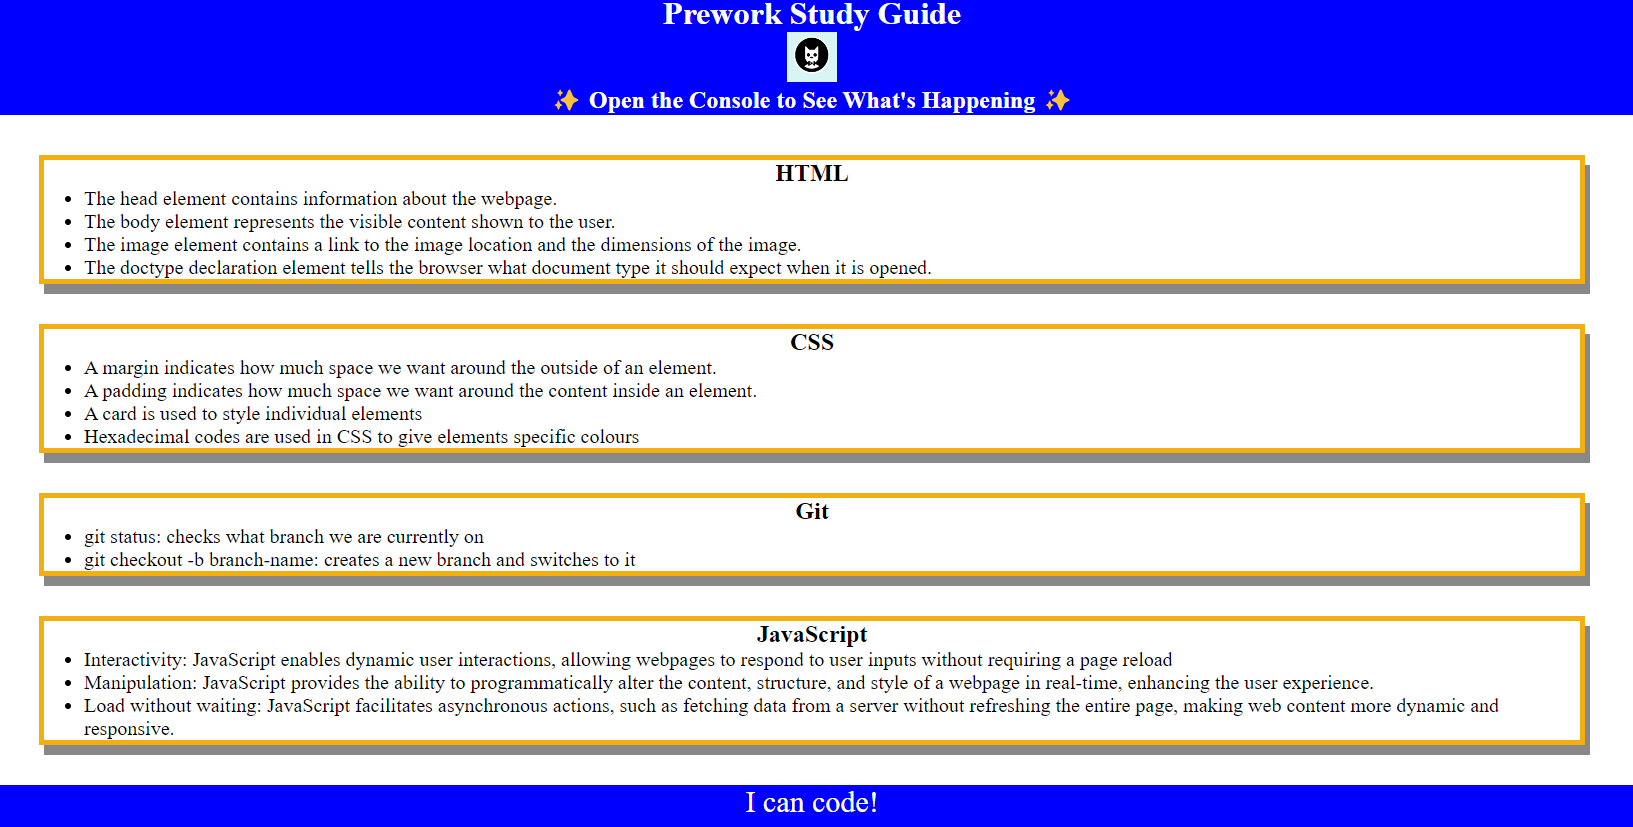 Prework Study Guide
✨ Open the Console to See What's Happening ✨
HTML
• The head element contains information about the webpage.
• The body element represents the visible content shown to the user.
• The image element contains a link to the image location and the dimensions of the image.
• The doctype declaration element tells the browser what document type it should expect when it is opened.
CSS
• A margin indicates how much space we want around the outside of an element.
• A padding indicates how much space we want around the content inside an element.
• A card is used to style individual elements
• Hexadecimal codes are used in CSS to give elements specific colours
Git
• git status: checks what branch we are currently on
• git checkout -b branch-name: creates a new branch and switches to it
JavaScript
• Interactivity: JavaScript enables dynamic user interactions, allowing webpages to respond to user inputs without requiring a page reload
• Manipulation: JavaScript provides the ability to programmatically alter the content, structure, and style of a webpage in real-time, enhancing the user experience.
• Load without waiting: JavaScript facilitates asynchronous actions, such as fetching data from a server without refreshing the entire page, making web content more dynamic and
responsive.
I can code!